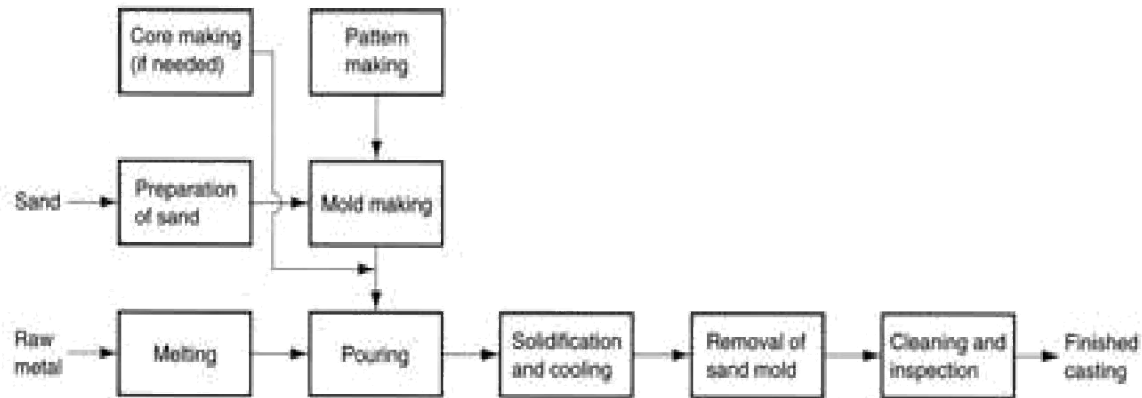 Core making
(if needed)
Pattern
making
Sand
Preparation
of sand
Mold making
Raw
metal
Melting
Pouring
Solidification
and cooling
Removal of
sand mold
Cleaning and
inspection
Finished
casting